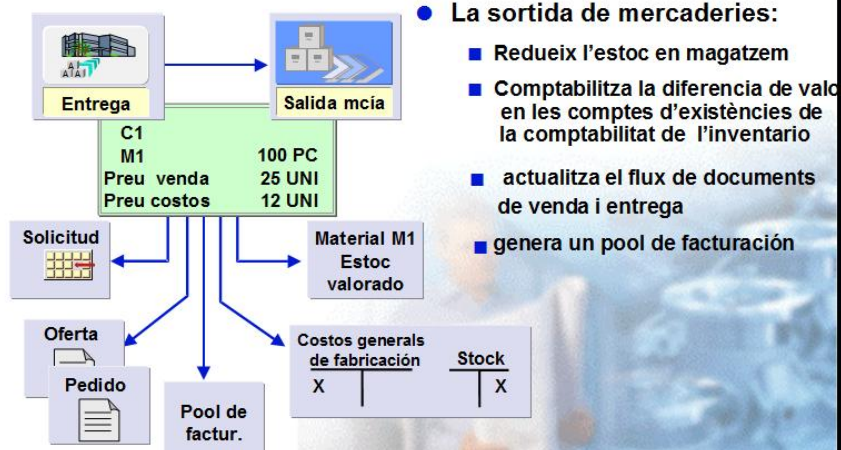 Entrega
Salida mcía
C1
M1 100 PC
Preu venda 25 UNI
Preu costos 12 UNI
Solicitud
Material M1
Estoc
valorado
Oferta
Pedido
Pool de
factur.
Costos generals
de fabricación
Stock
X
X
La sortida de mercaderies:
Redueix l'estoc en magatzem
Comptabilitza la diferencia de valo
en les comptes d'existències de
la comptabilitat de l'inventario
actualitza el flux de documents
de venda i entrega
genera un pool de facturación